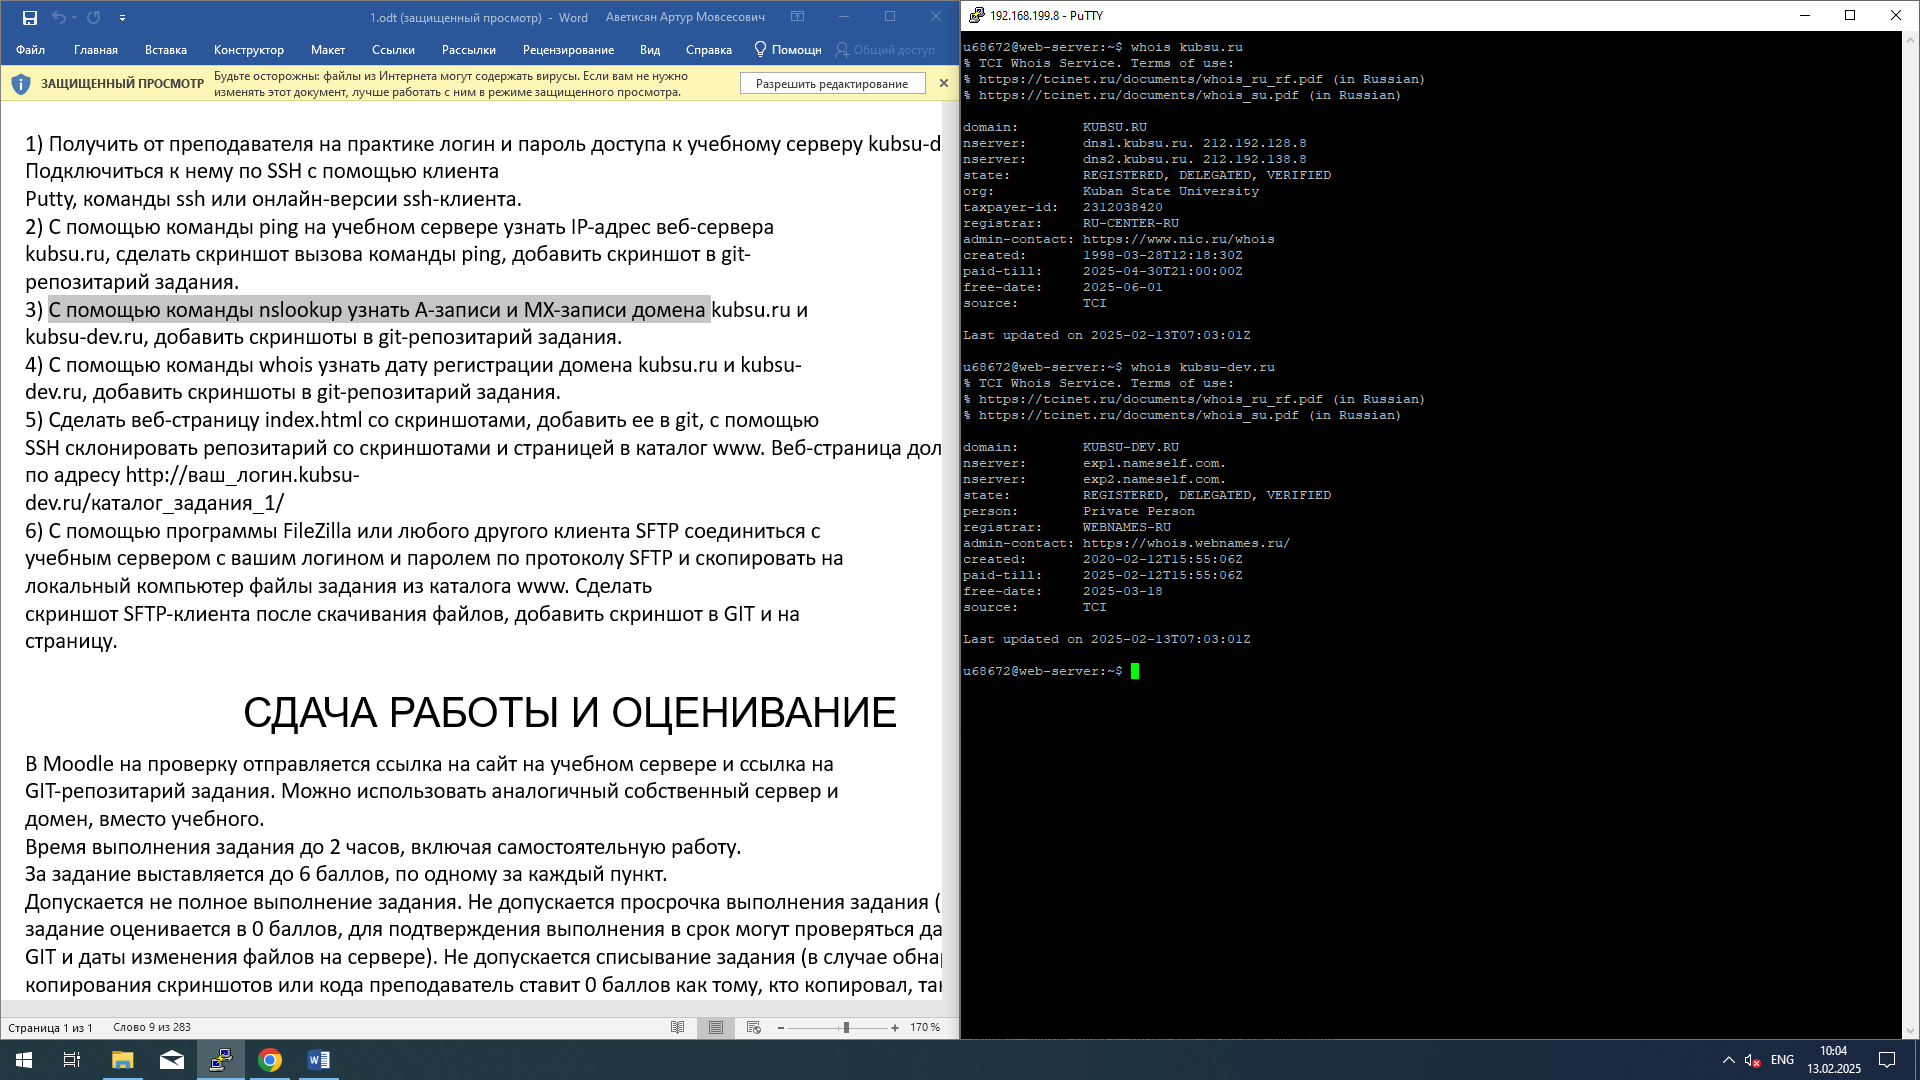 1.odt (защищенный просмотр) - Word
Аветисян Артур Мовсесович
Файл Главная Вставка Конструктор Макет Ссылки Рассылки Рецензирование Вид Справка Помощн Общий доступ
ЗАЩИЩЕННЫЙ ПРОСМОТР
Будьте осторожны: файлы из Интернета могут содержать вирусы. Если вам не нужно
изменять этот документ, лучше работать с ним в режиме защищенного просмотра.
Разрешить редактирование
1) Получить от преподавателя на практике логин и пароль доступа к учебному серверу kubsu-d
Подключиться к нему по SSH с помощью клиента
Putty, команды ssh или онлайн-версии ssh-клиента.
2) С помощью команды ping на учебном сервере узнать IP-адрес веб-сервера
kubsu.ru, сделать скриншот вызова команды ping, добавить скриншот в git-
репозитарий задания.
3) С помощью команды nslookup узнать А-записи и MX-записи домена kubsu.ru и
kubsu-dev.ru, добавить скриншоты в git-репозитарий задания.
4) С помощью команды whois узнать дату регистрации домена kubsu.ru и kubsu-
dev.ru, добавить скриншоты в git-репозитарий задания.
5) Сделать веб-страницу index.html со скриншотами, добавить ее в git, с помощью
SSH склонировать репозитарий со скриншотами и страницей в каталог www. Веб-страница дол
по адресу http://ваш_логин.kubsu-
dev.ru/каталог_задания_1/
6) С помощью программы FileZilla или любого другого клиента SFTP соединиться с
учебным сервером с вашим логином и паролем по протоколу SFTP и скопировать на
локальный компьютер файлы задания из каталога www. Сделать
скриншот SFTP-клиента после скачивания файлов, добавить скриншот в GIT и на
страницу.
СДАЧА РАБОТЫ И ОЦЕНИВАНИЕ
В Moodle на проверку отправляется ссылка на сайт на учебном сервере и ссылка на
GIT-репозитарий задания. Можно использовать аналогичный собственный сервер и
домен, вместо учебного.
Время выполнения задания до 2 часов, включая самостоятельную работу.
За задание выставляется до 6 баллов, по одному за каждый пункт.
Допускается не полное выполнение задания. Не допускается просрочка выполнения задания (
задание оценивается в 0 баллов, для подтверждения выполнения в срок могут проверяться да
GIT и даты изменения файлов на сервере). Не допускается списывание задания (в случае обнар
копирования скриншотов или кода преподаватель ставит 0 баллов как тому, кто копировал, так
Страница 1 из 1 Слово 9 из 283
170 %
192.168.199.8 - PuTTY
u68672@web-server:~$ whois kubsu.ru
% TCI Whois Service. Terms of use:
% https://tcinet.ru/documents/whois_ru_rf.pdf (in Russian)
% https://tcinet.ru/documents/whois_su.pdf (in Russian)
domain: KUBSU.RU
nserver: dns1.kubsu.ru. 212.192.128.8
nserver: dns2.kubsu.ru. 212.192.138.8
state: REGISTERED, DELEGATED, VERIFIED
org: Kuban State University
taxpayer-id: 2312038420
registrar: RU-CENTER-RU
admin-contact: https://www.nic.ru/whois
created: 1998-03-28T12:18:30Z
paid-till: 2025-04-30T21:00:00Z
free-date: 2025-06-01
source: TCI
Last updated on 2025-02-13T07:03:01Z
u68672@web-server:~$ whois kubsu-dev.ru
% TCI Whois Service. Terms of use:
% https://tcinet.ru/documents/whois_ru_rf.pdf (in Russian)
% https://tcinet.ru/documents/whois_su.pdf (in Russian)
domain: KUBSU-DEV.RU
nserver: exp1.nameself.com.
nserver: exp2.nameself.com.
state: REGISTERED, DELEGATED, VERIFIED
person: Private Person
registrar: WEBNAMES-RU
admin-contact: https://whois.webnames.ru/
created: 2020-02-12T15:55:06Z
paid-till: 2025-02-12T15:55:06Z
free-date: 2025-03-18
source: TCI
Last updated on 2025-02-13T07:03:01Z
u68672@web-server:~$
ENG
10:04
13.02.2025